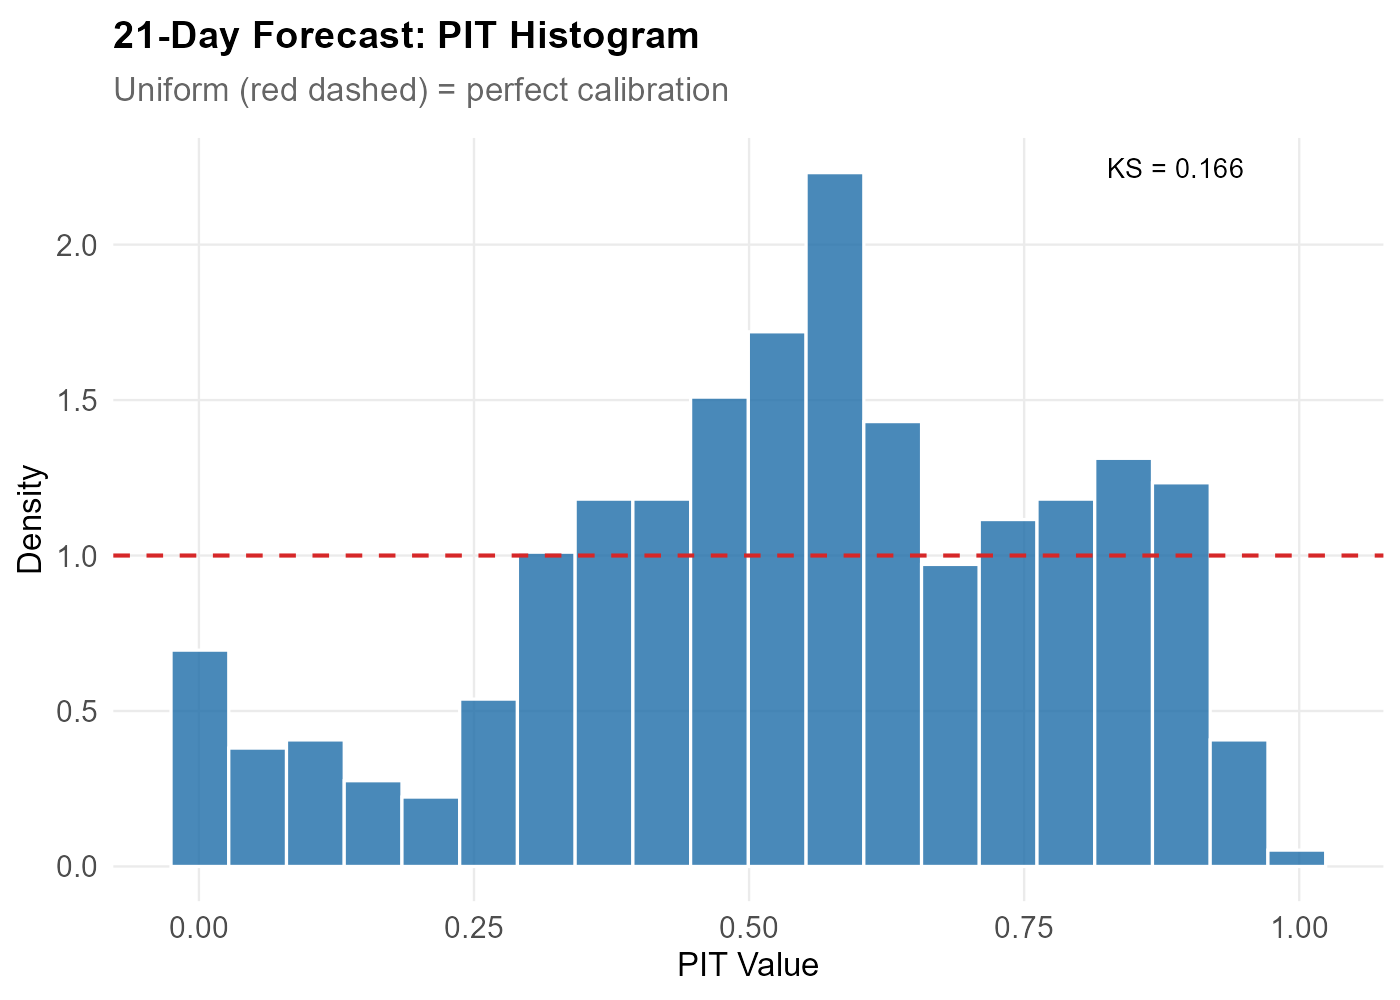 21-Day Forecast: PIT Histogram
Uniform (red dashed) = perfect calibration
KS = 0.166
Density
2.0
1.5
1.0
0.5
0.0
0.00 0.25 0.50 0.75 1.00
PIT Value